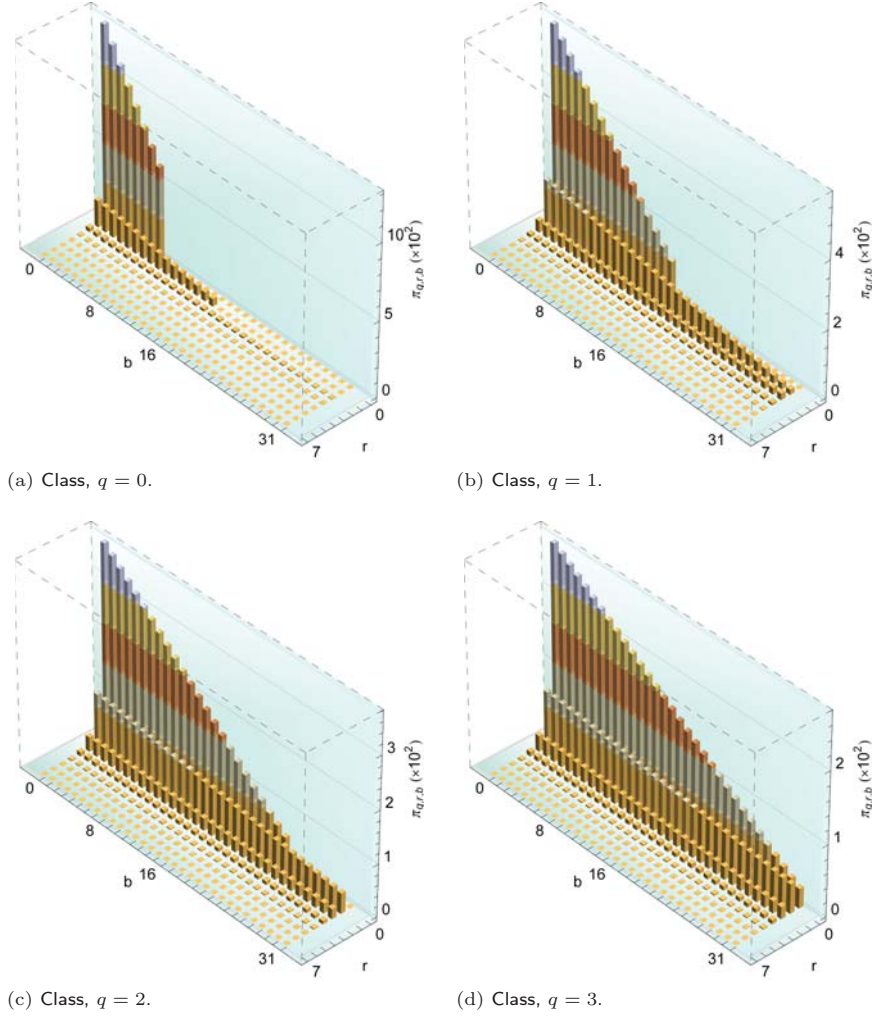 10² 5 0
π_{q,r,b} (×10²)
0 8 16 31
b
7 0
r
(a) Class, q = 0.
4 2 0
π_{q,r,b} (×10²)
0 8 16 31
b
7 0
r
(b) Class, q = 1.
3 2 1 0
π_{q,r,b} (×10²)
0 8 16 31
b
7 0
r
(c) Class, q = 2.
2 1 0
π_{q,r,b} (×10²)
0 8 16 31
b
7 0
r
(d) Class, q = 3.